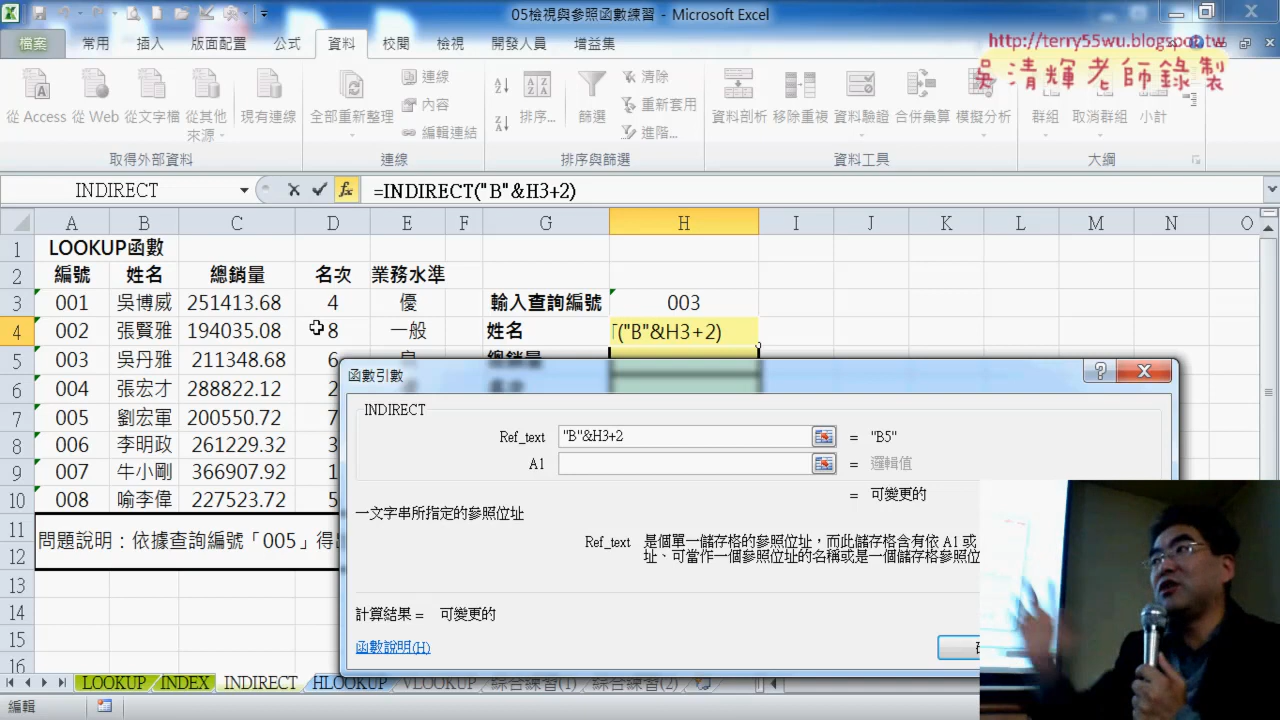 05檢視與參照函數練習 - Microsoft Excel
檔案 常用 插入 版面配置 公式 資料 校閱 檢視 開發人員 增益集
http://terry55wu.blogspot.tw
吳清輝老師錄製
從 Access 從 Web 從文字檔 從其他來源 現有連線 全部重新整理 連線 內容 編輯連結 排序... 篩選 清除 重新套用 進階... 資料剖析 移除重複 資料驗證 合併彙算 模擬分析 群組 取消群組 小計
取得外部資料 連線 排序與篩選 資料工具 大綱
INDIRECT =INDIRECT("B"&H3+2)
A B C D E F G H I J K L M N O
1 LOOKUP函數
2 編號 姓名 總銷量 名次 業務水準
3 001 吳博威 251413.68 4 優 輸入查詢編號 003
4 002 張賢雅 194035.08 8 一般 姓名 T("B"&H3+2)
5 003 吳丹雅 211348.68 6 良 總銷量
6 004 張宏才 288822.12 2 名次
7 005 劉宏軍 200550.72 7
8 006 李明政 261229.32 3
9 007 牛小剛 366907.92 1
10 008 喻李偉 227523.72 5
11 問題說明：依據查詢編號「005」得出
12
13
14
15
16
函數引數
INDIRECT
Ref_text "B"&H3+2 = "B5"
A1 = 邏輯值
= 可變更的
一文字串所指定的參照位址
Ref_text 是個單一儲存格的參照位址，而此儲存格含有依 A1 或
址、可當作一個參照位址的名稱或是一個儲存格參照位
計算結果 = 可變更的
函數說明(H)
LOOKUP INDEX INDIRECT HLOOKUP VLOOKUP 綜合練習(1) 綜合練習(2)
編輯